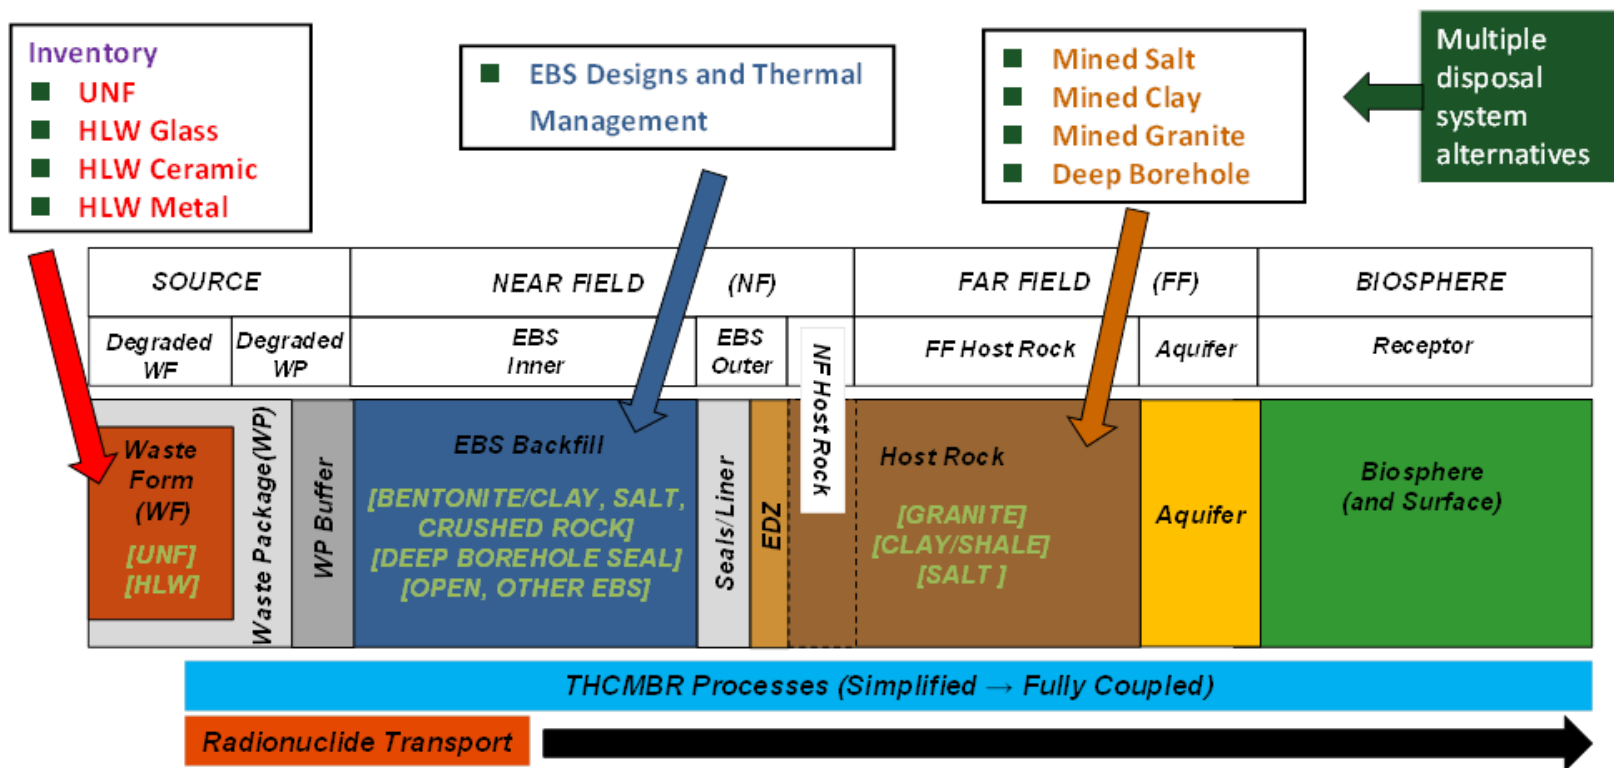 Inventory
UNF
HLW Glass
HLW Ceramic
HLW Metal
EBS Designs and Thermal
Management
Mined Salt
Mined Clay
Mined Granite
Deep Borehole
Multiple
disposal
system
alternatives
SOURCE
NEAR FIELD (NF)
FAR FIELD (FF)
BIOSPHERE
Degraded
WF
Degraded
WP
EBS
Inner
EBS
Outer
NF Host Rock
FF Host Rock
Aquifer
Receptor
Waste
Form
(WF)
[UNF]
[HLW]
Waste Package(WP)
WP Buffer
EBS Backfill
[BENTONITE/CLAY, SALT,
CRUSHED ROCK]
[DEEP BOREHOLE SEAL]
[OPEN, OTHER EBS]
Seals/Liner
EDZ
Host Rock
[GRANITE]
[CLAY/SHALE]
[SALT ]
Aquifer
Biosphere
(and Surface)
THCMBR Processes (Simplified → Fully Coupled)
Radionuclide Transport